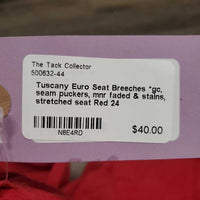 The Tack Collector
500632-44
Tuscany Euro Seat Breeches *gc,
seam puckers, mnr faded & stains,
stretched seat Red 24
N8E4RD
$40.00